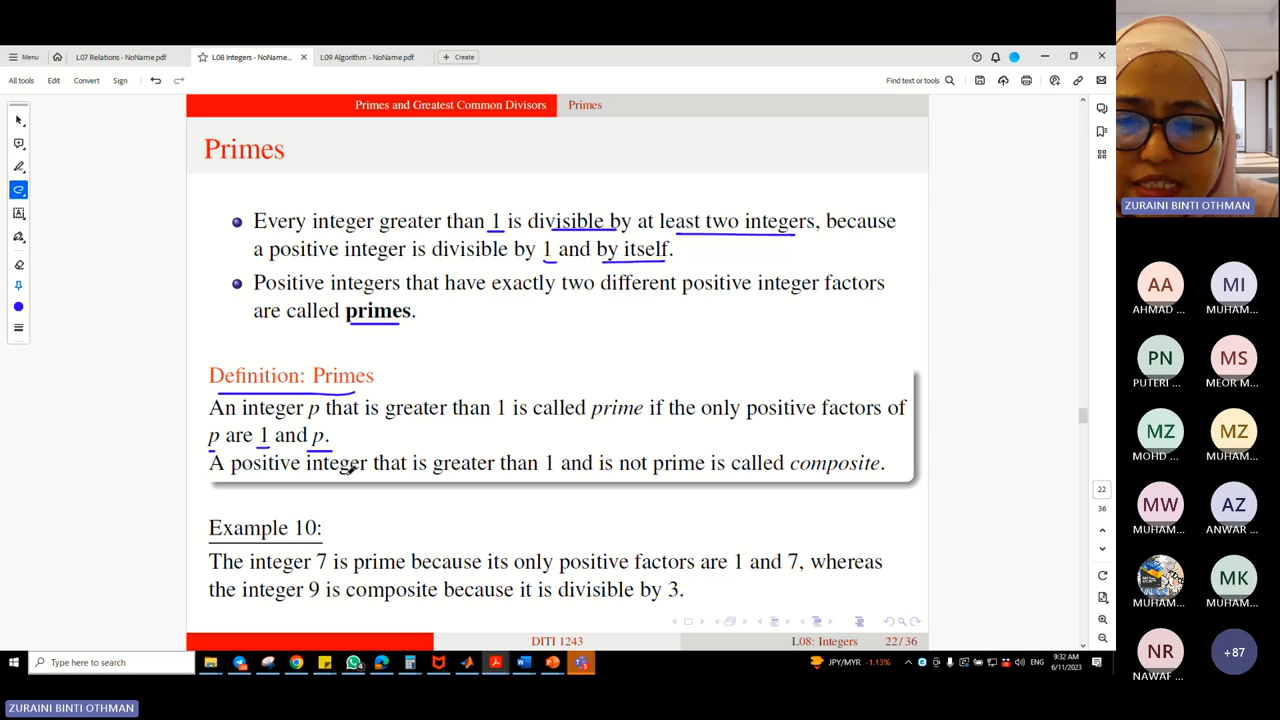 Menu
L07 Relations - NoName.pdf
L08 Integers - NoName...
L09 Algorithm - NoName.pdf
Create
All tools
Edit
Convert
Sign
Find text or tools
Primes and Greatest Common Divisors
Primes
Primes
Every integer greater than 1 is divisible by at least two integers, because
a positive integer is divisible by 1 and by itself.
Positive integers that have exactly two different positive integer factors
are called primes.
Definition: Primes
An integer p that is greater than 1 is called prime if the only positive factors of
p are 1 and p.
A positive integer that is greater than 1 and is not prime is called composite.
Example 10:
The integer 7 is prime because its only positive factors are 1 and 7, whereas
the integer 9 is composite because it is divisible by 3.
DITI 1243
L08: Integers
22 / 36
22
36
Type here to search
JPY/MYR
-1.13%
ENG
9:32 AM
6/11/2023
ZURAINI BINTI OTHMAN
ZURAINI BINTI OTHMAN
AA
AHMAD ...
MI
MUHAM...
PN
PUTERI ...
MS
MEOR M...
MZ
MOHD ...
MZ
MUHAM...
MW
MUHAM...
AZ
ANWAR ...
MUHAM...
MK
MUHAM...
NR
NAWAF ...
+87